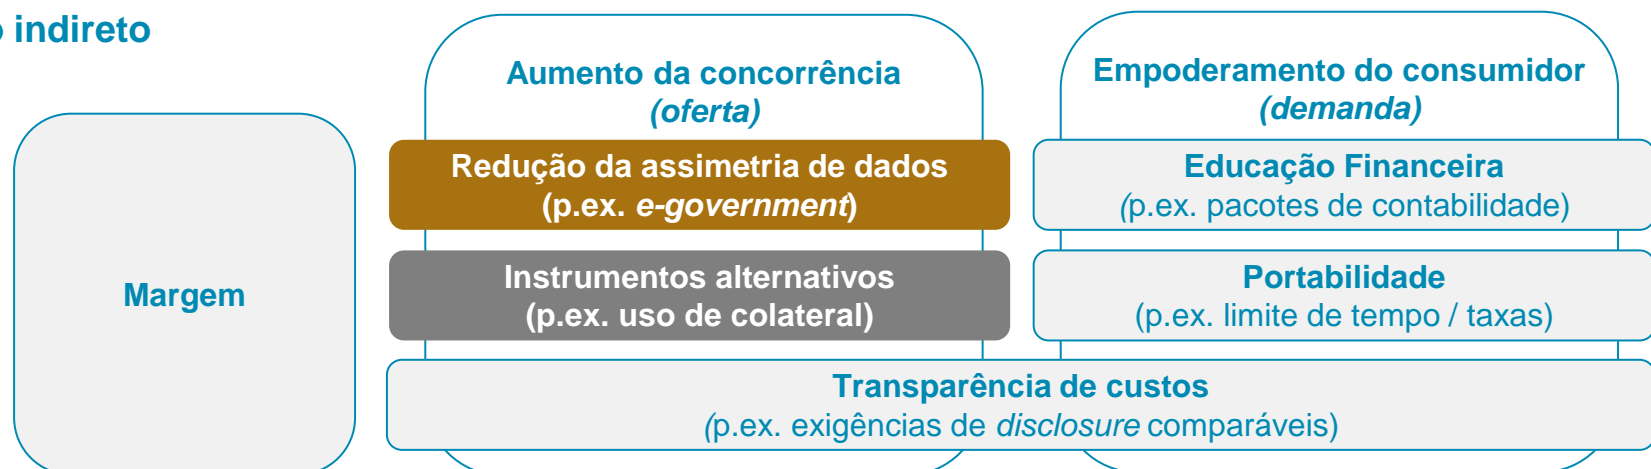 o indireto
Aumento da concorrência
(oferta)
Empoderamento do consumidor
(demanda)
Margem
Redução da assimetria de dados
(p.ex. e-government)
Educação Financeira
(p.ex. pacotes de contabilidade)
Instrumentos alternativos
(p.ex. uso de colateral)
Portabilidade
(p.ex. limite de tempo / taxas)
Transparência de custos
(p.ex. exigências de disclosure comparáveis)